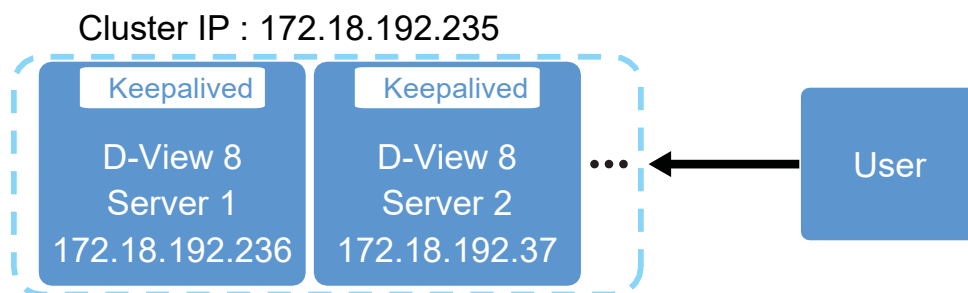 Cluster IP : 172.18.192.235
Keepalived
D-View 8
Server 1
172.18.192.236
Keepalived
D-View 8
Server 2
172.18.192.37
...
User